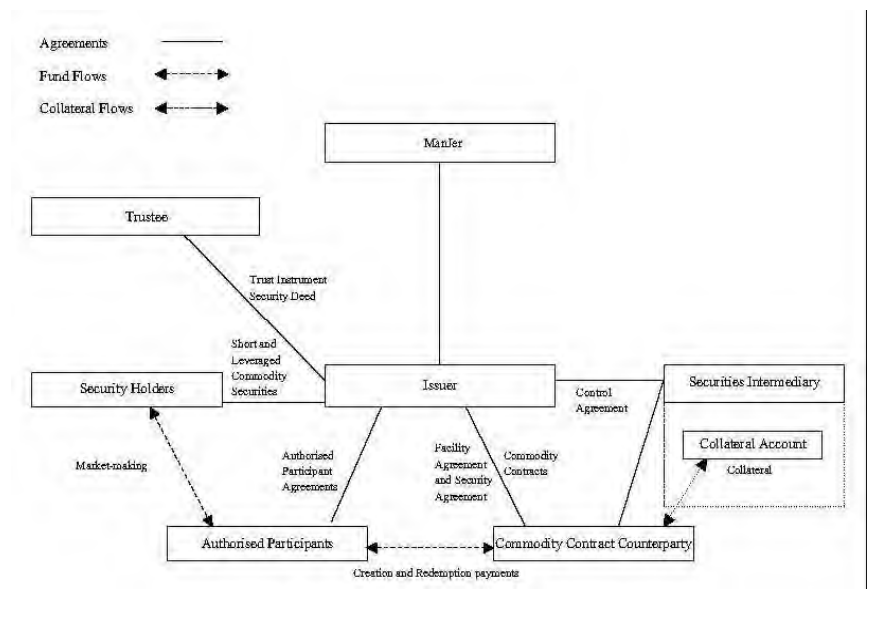 Agreements
Fund Flows
Collateral Flows
ManJer
Trustee
Trust Instrument
Security Deed
Short and
Leveraged
Commodity
Securities
Security Holders
Issuer
Securities Intermediary
Control
Agreement
Collateral Account
Collateral
Market-making
Authorised
Participant
Agreements
Facility
Agreement
and Security
Agreement
Commodity
Contracts
Authorised Participants
Commodity Contract Counterparty
Creation and Redemption payments